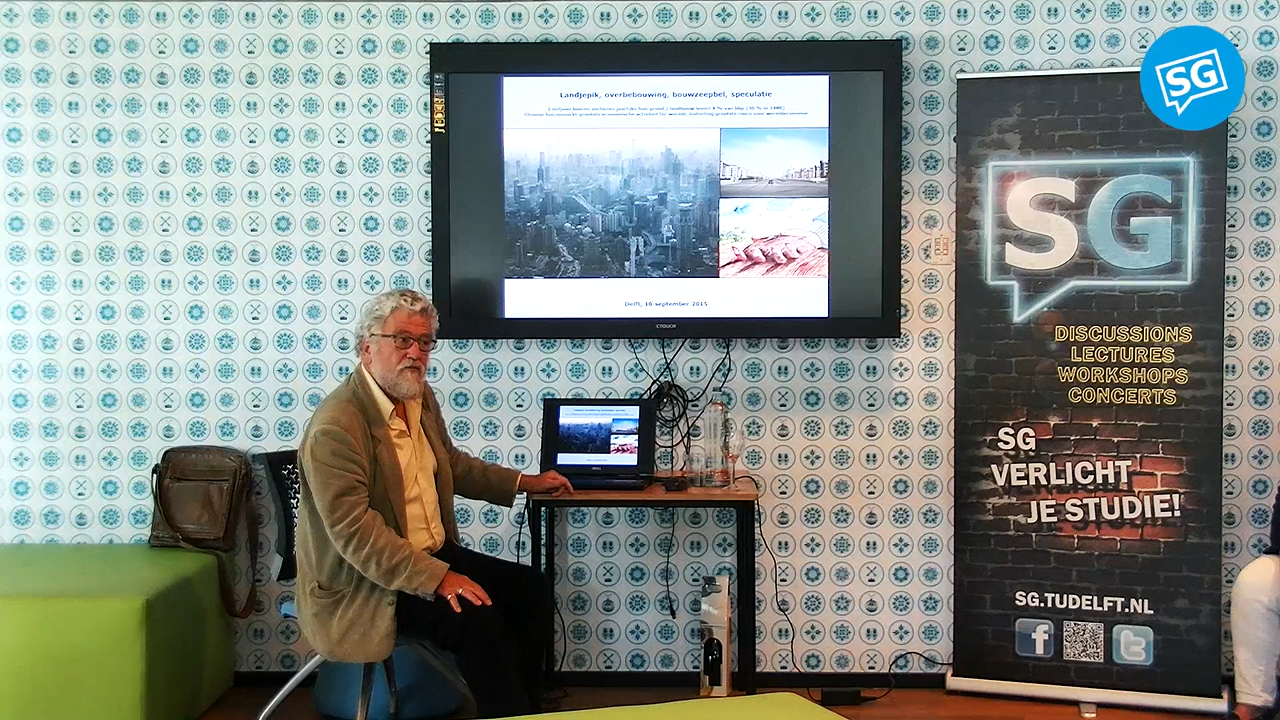 SG
Landjepik, overbebouwing, bouwzeepbel, speculatie
Delft, 16 september 2015
CTOUCH
SG
DISCUSSIONS
LECTURES
WORKSHOPS
CONCERTS
SG
VERLICHT
JE STUDIE!
SG.TUDELFT.NL